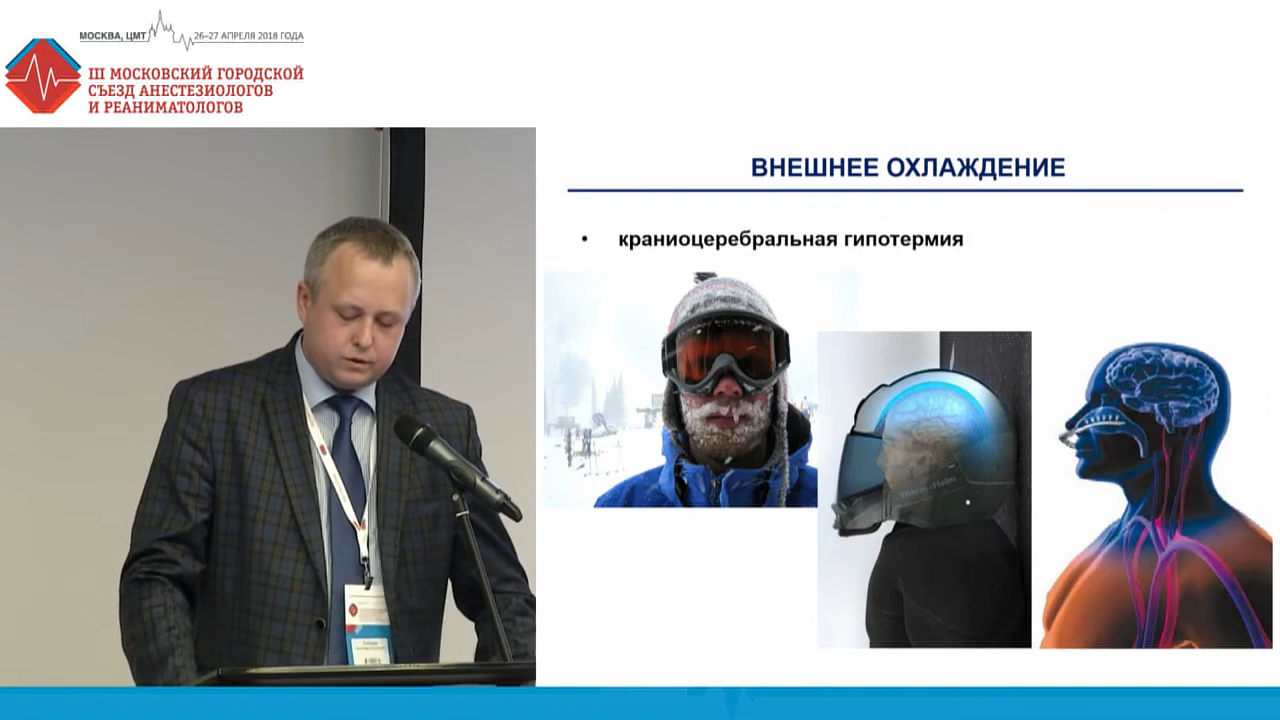 МОСКВА, ЦМТ 26–27 АПРЕЛЯ 2018 ГОДА
III МОСКОВСКИЙ ГОРОДСКОЙ
СЪЕЗД АНЕСТЕЗИОЛОГОВ
И РЕАНИМАТОЛОГОВ
ВНЕШНЕЕ ОХЛАЖДЕНИЕ
• краниоцеребральная гипотермия